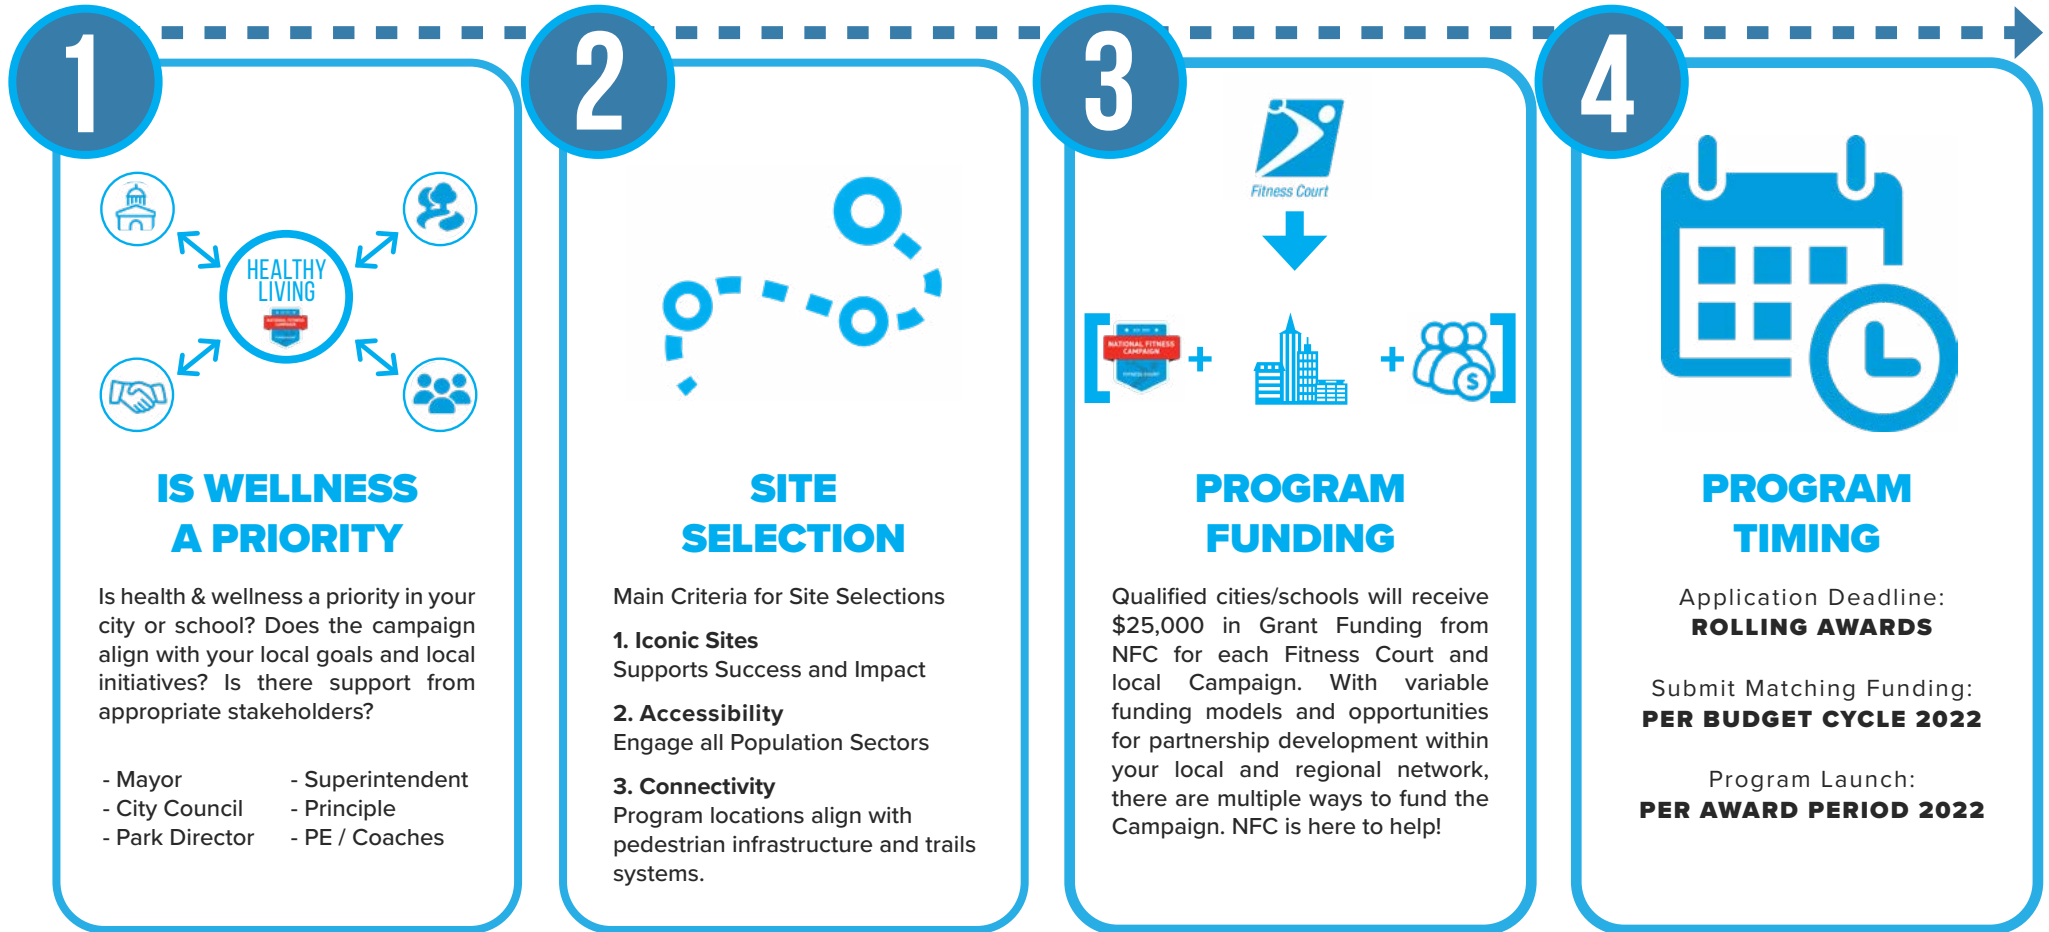 1
HEALTHY
LIVING
NATIONAL FITNESS
CAMPAIGN
IS WELLNESS
A PRIORITY
Is health & wellness a priority in your
city or school? Does the campaign
align with your local goals and local
initiatives? Is there support from
appropriate stakeholders?
- Mayor
- City Council
- Park Director
- Superintendent
- Principle
- PE / Coaches
2
SITE
SELECTION
Main Criteria for Site Selections
1. Iconic Sites
Supports Success and Impact
2. Accessibility
Engage all Population Sectors
3. Connectivity
Program locations align with
pedestrian infrastructure and trails
systems.
3
Fitness Court
NATIONAL FITNESS
CAMPAIGN
FITNESS COURT
+
+
$
PROGRAM
FUNDING
Qualified cities/schools will receive
$25,000 in Grant Funding from
NFC for each Fitness Court and
local Campaign. With variable
funding models and opportunities
for partnership development within
your local and regional network,
there are multiple ways to fund the
Campaign. NFC is here to help!
4
PROGRAM
TIMING
Application Deadline:
ROLLING AWARDS
Submit Matching Funding:
PER BUDGET CYCLE 2022
Program Launch:
PER AWARD PERIOD 2022